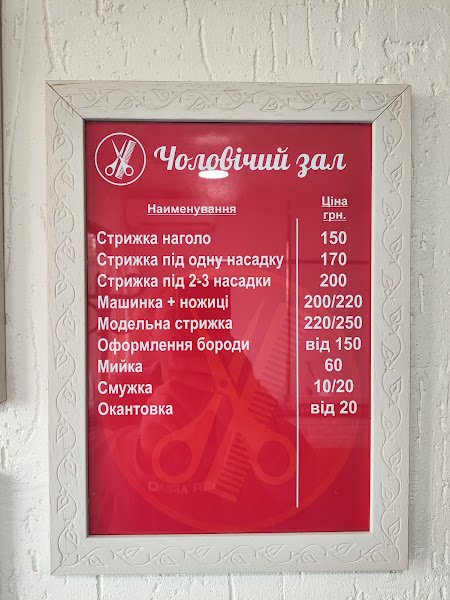 Чоловічий зал
Наименування Ціна грн.
Стрижка наголо 150
Стрижка під одну насадку 170
Стрижка під 2-3 насадки 200
Машинка + ножиці 200/220
Модельна стрижка 220/250
Оформлення бороди від 150
Мийка 60
Смужка 10/20
Окантовка від 20